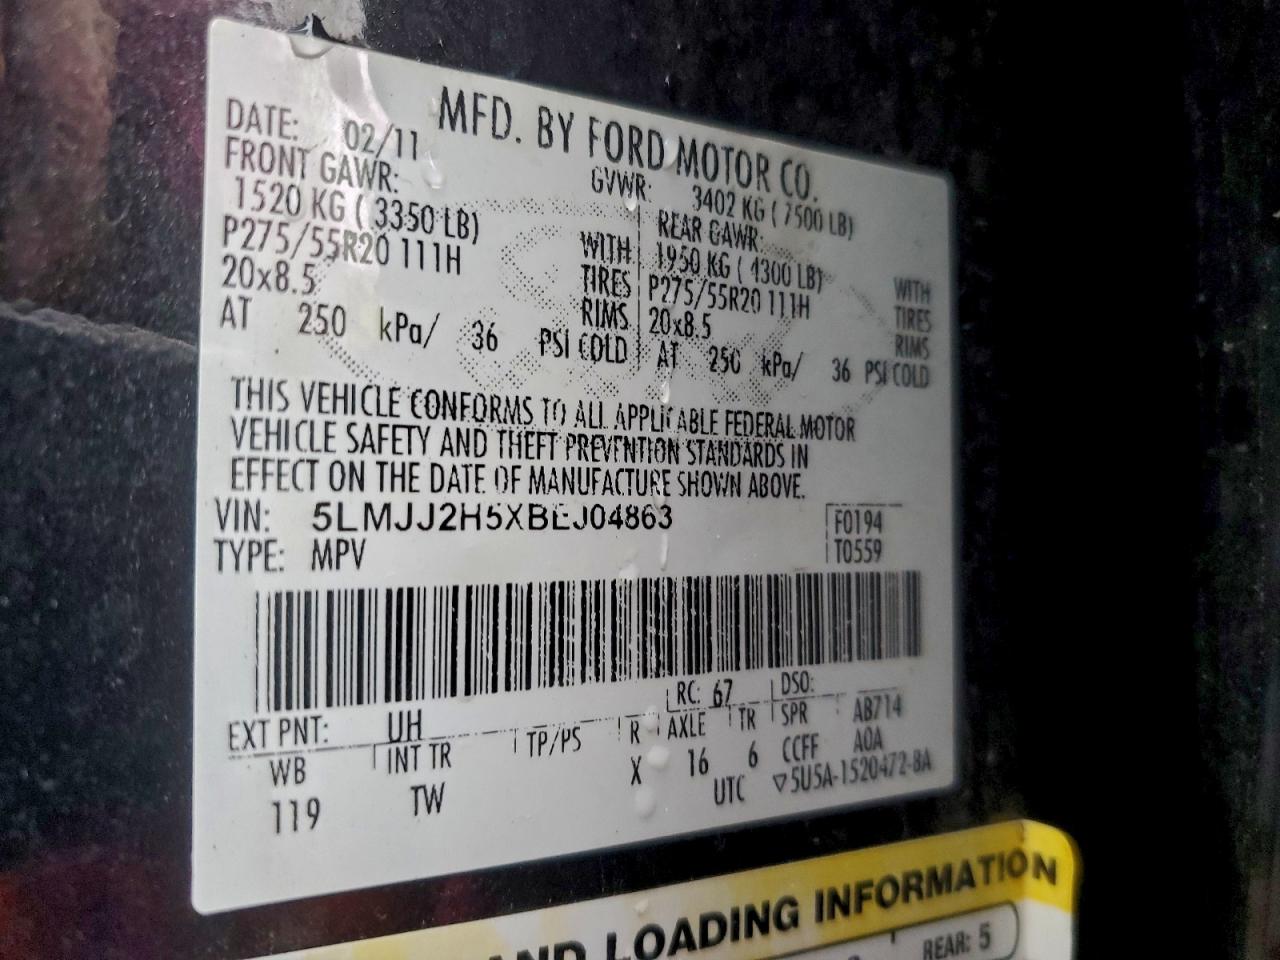 MFD. BY FORD MOTOR CO.
DATE: 02/11 GVWR: 3402 KG ( 7500 LB)
FRONT GAWR: REAR GAWR:
1520 KG ( 3350 LB) WITH 1950 KG ( 4300 LB) WITH
P275/55R20 111H TIRES P275/55R20 111H TIRES
20x8.5 RIMS 20x8.5 RIMS
AT 250 kPa/ 36 PSI COLD AT 250 kPa/ 36 PSI COLD
THIS VEHICLE CONFORMS TO ALL APPLICABLE FEDERAL MOTOR
VEHICLE SAFETY AND THEFT PREVENTION STANDARDS IN
EFFECT ON THE DATE OF MANUFACTURE SHOWN ABOVE.
VIN: 5LMJJ2H5XBEJ04863 F0194
TYPE: MPV T0559
EXT PNT: UH RC: 67 DSO:
WB INT TR TP/PS R AXLE TR SPR AB714
119 TW X 16 6 CCFF A0A
UTC ▽5U5A-1520472-BA
AND LOADING INFORMATION
REAR: 5